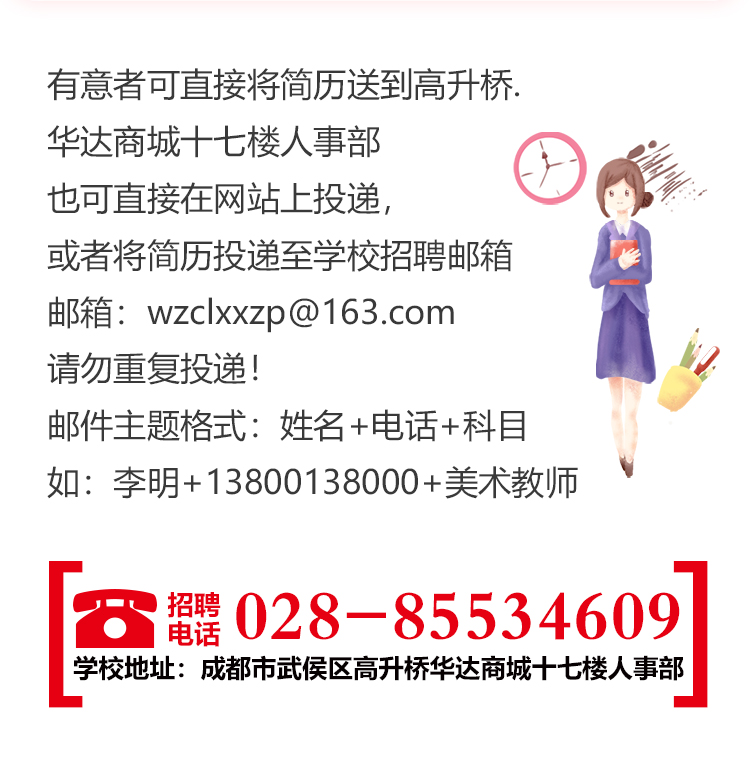 有意者可直接将简历送到高升桥.
华达商城十七楼人事部
也可直接在网站上投递，
或者将简历投递至学校招聘邮箱
邮箱：wzclxxzp@163.com
请勿重复投递！
邮件主题格式：姓名+电话+科目
如：李明+13800138000+美术教师
招聘
电话
028-85534609
学校地址：成都市武侯区高升桥华达商城十七楼人事部